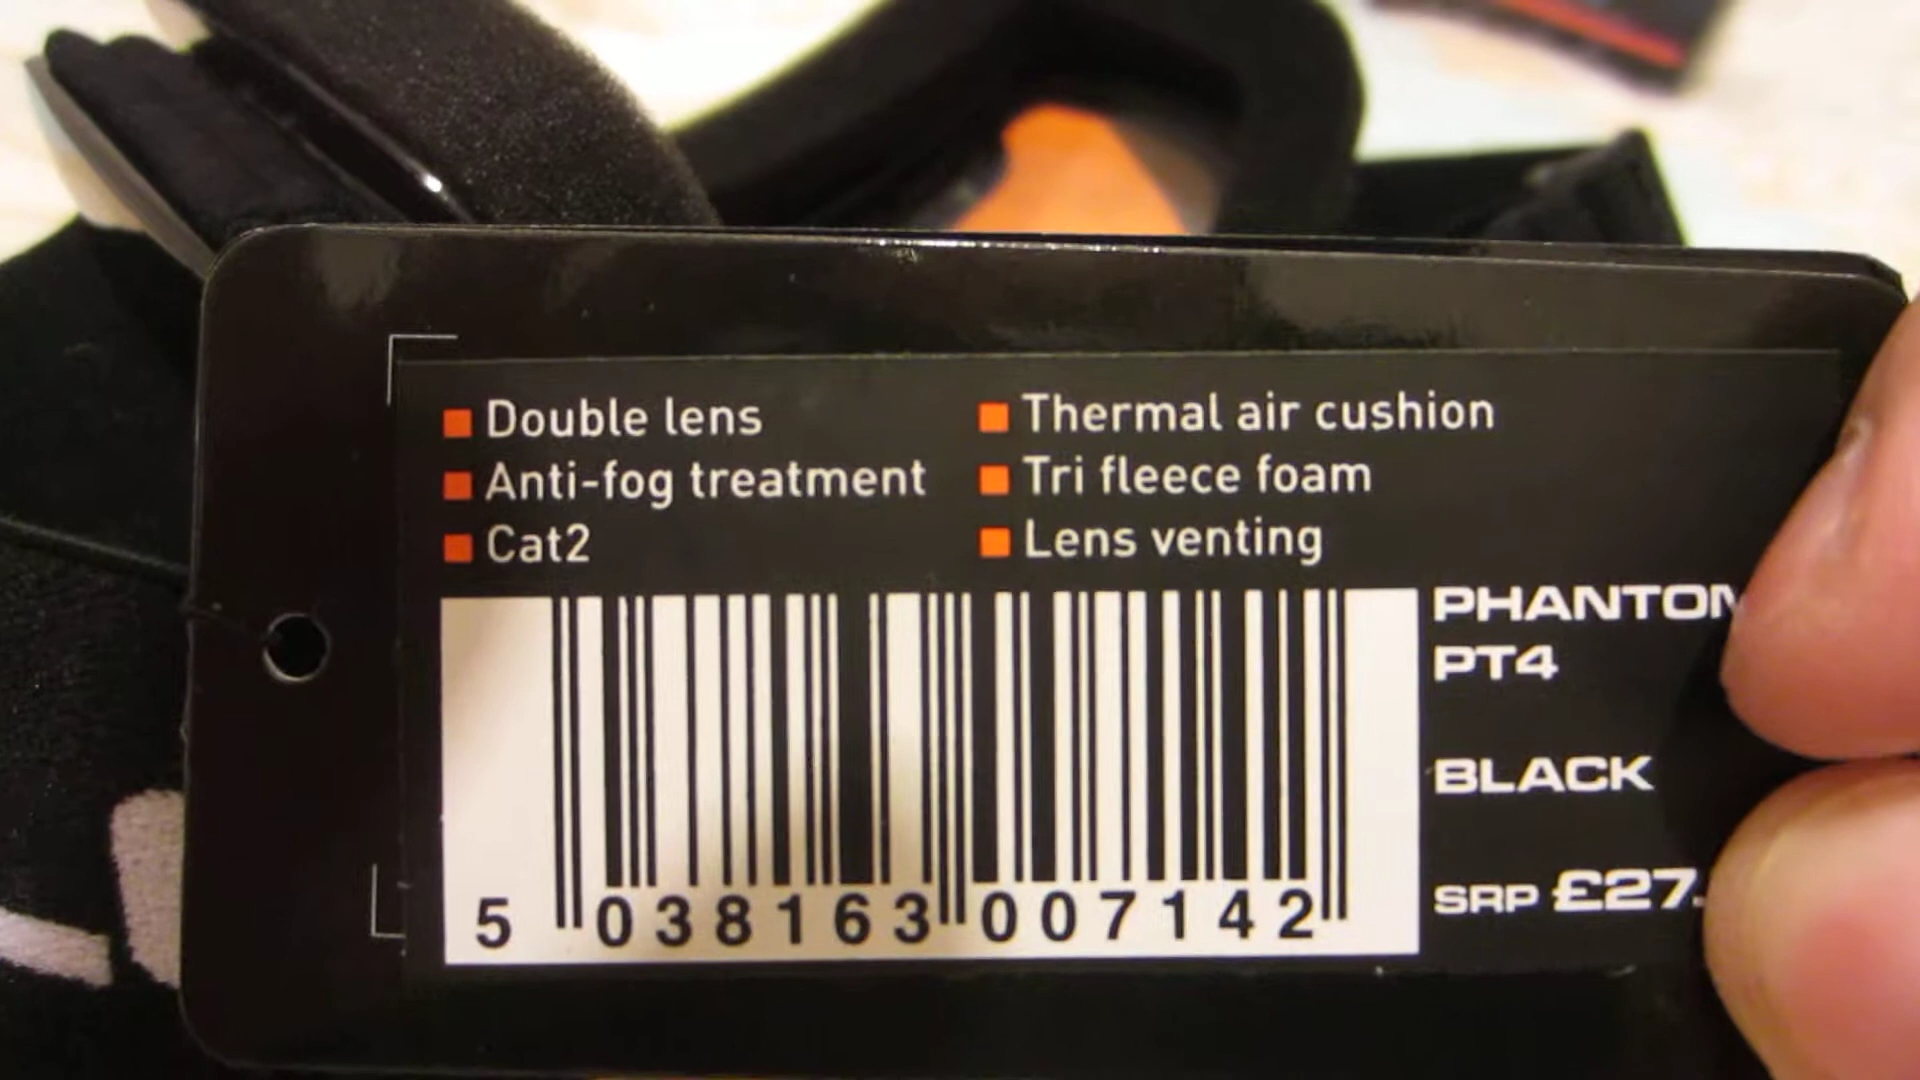 Double lens
Anti-fog treatment
Cat2
Thermal air cushion
Tri fleece foam
Lens venting
PHANTOM
PT4
BLACK
SRP £27.
5 038163 007142